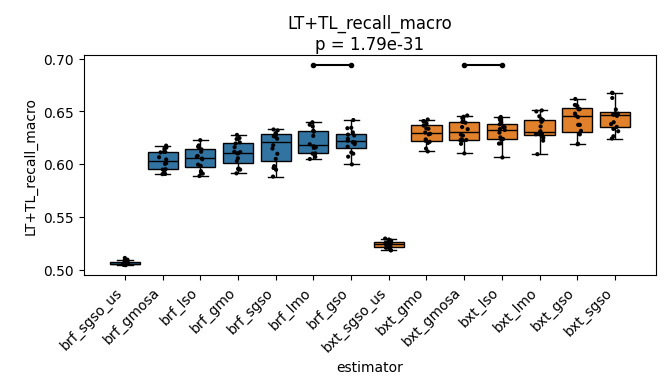 LT+TL_recall_macro
p = 1.79e-31
LT+TL_recall_macro
0.70
0.65
0.60
0.55
0.50
brf_sgso_us
brf_gmosa
brf_lso
brf_gmo
brf_sgso
brf_lmo
brf_gso
bxt_sgso_us
bxt_gmo
bxt_gmosa
bxt_lso
bxt_lmo
bxt_gso
bxt_sgso
estimator